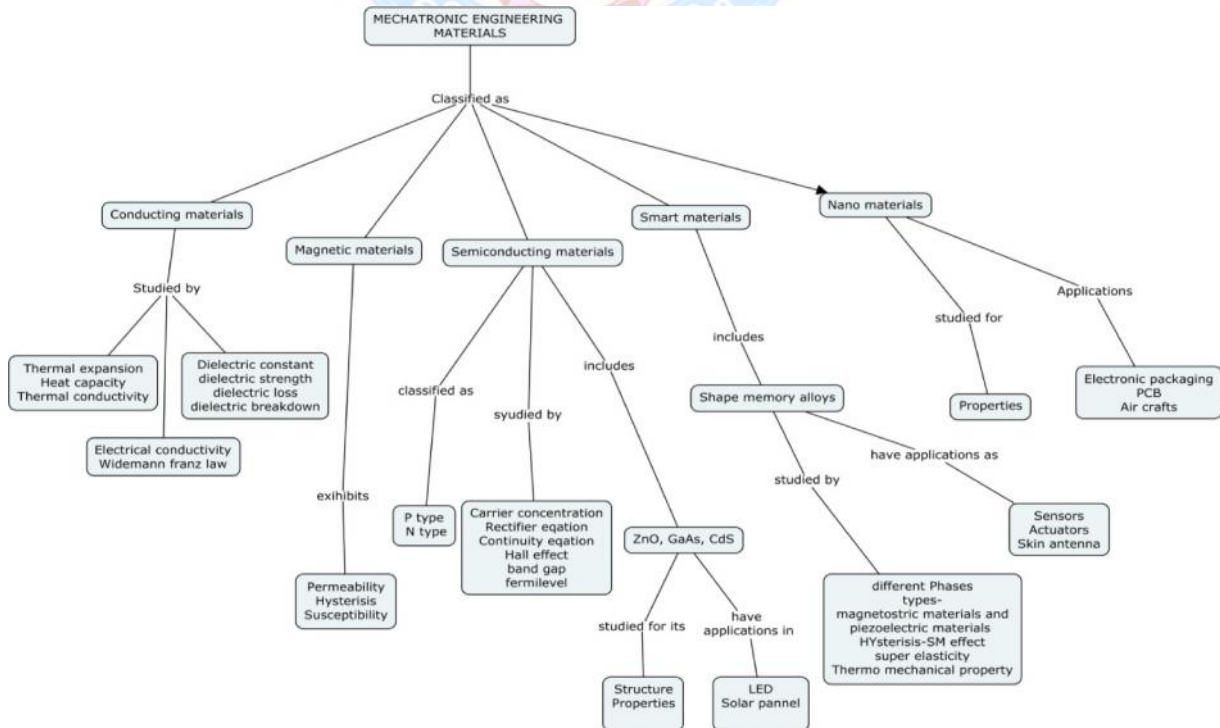 MECHATRONIC ENGINEERING
MATERIALS
Classified as
Conducting materials
Magnetic materials
Semiconducting materials
Smart materials
Nano materials
Studied by
Thermal expansion
Heat capacity
Thermal conductivity
Dielectric constant
dielectric strength
dielectric loss
dielectric breakdown
Electrical conductivity
Widemann franz law
exihibits
Permeability
Hysterisis
Susceptibility
classified as
P type
N type
syudied by
Carrier concentration
Rectifier eqation
Continuity eqation
Hall effect
band gap
fermilevel
includes
ZnO, GaAs, CdS
studied for its
Structure
Properties
have
applications in
LED
Solar pannel
includes
Shape memory alloys
studied by
different Phases
types-
magnetostric materials and
piezoelectric materials
HYsterisis-SM effect
super elasticity
Thermo mechanical property
have applications as
Sensors
Actuators
Skin antenna
studied for
Properties
Applications
Electronic packaging
PCB
Air crafts